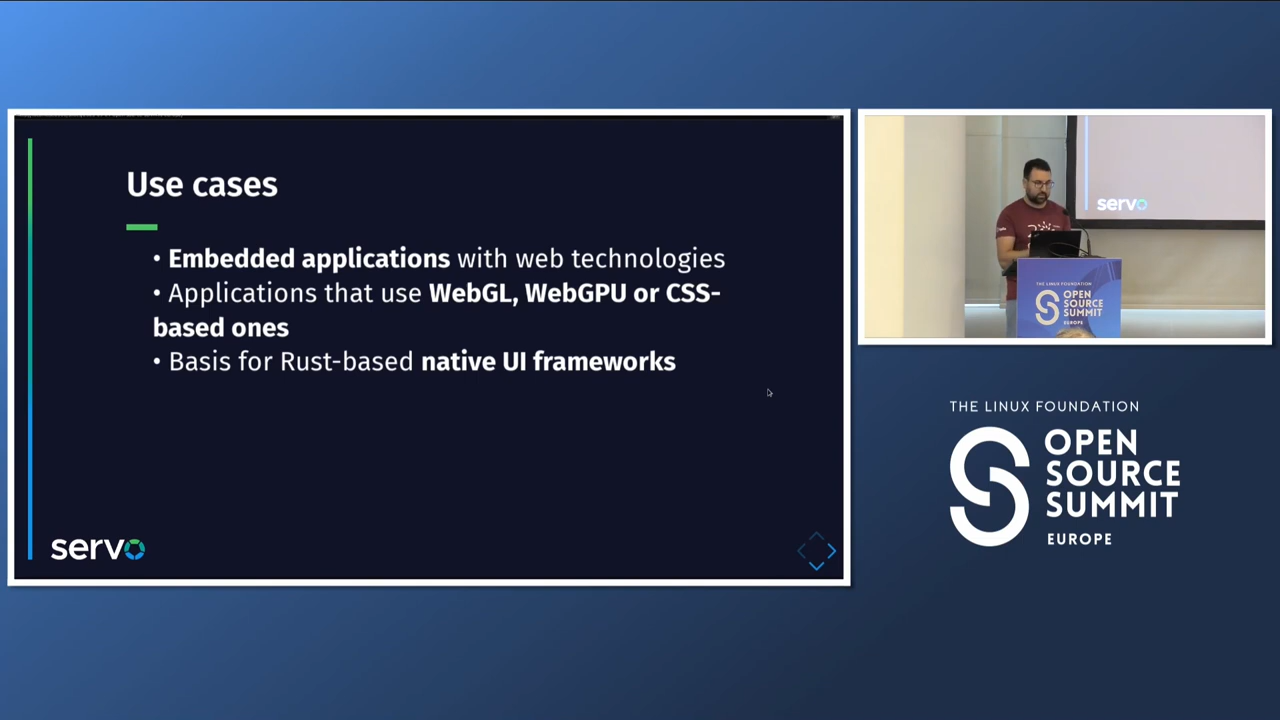 Use cases
• Embedded applications with web technologies
• Applications that use WebGL, WebGPU or CSS-
based ones
• Basis for Rust-based native UI frameworks
servo
servo
THE LINUX FOUNDATION
OPEN
SOURCE
SUMMIT
EUROPE
THE LINUX FOUNDATION
OPEN
SOURCE
SUMMIT
EUROPE